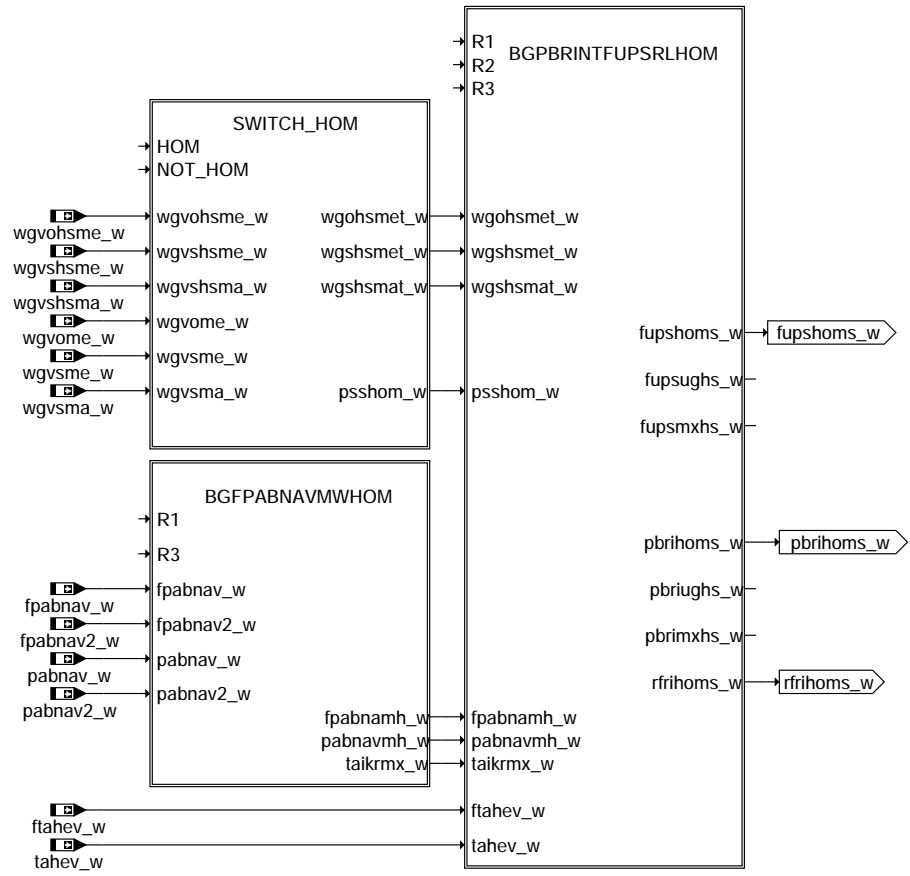 R1
R2
R3
BGPBRINTFUPSRLHOM
SWITCH_HOM
HOM
NOT_HOM
wgvohsme_w
wgvohsme_w
wgohsmet_w
wgohsmet_w
wgvshsme_w
wgvshsme_w
wgshsmet_w
wgshsmet_w
wgvshsma_w
wgvshsma_w
wgshsmat_w
wgshsmat_w
wgvome_w
wgvome_w
fupshoms_w
fupshoms_w
wgvsme_w
wgvsme_w
fupsughs_w
wgvsma_w
wgvsma_w
psshom_w
psshom_w
fupsmxhs_w
BGFPABNAVMWHOM
R1
R3
pbrihoms_w
pbrihoms_w
fpabnav_w
fpabnav_w
pbriughs_w
fpabnav2_w
fpabnav2_w
pbrimxhs_w
pabnav_w
pabnav_w
rfrihoms_w
rfrihoms_w
pabnav2_w
pabnav2_w
fpabnamh_w
fpabnamh_w
pabnavmh_w
pabnavmh_w
taikrmx_w
taikrmx_w
ftahev_w
ftahev_w
tahev_w
tahev_w